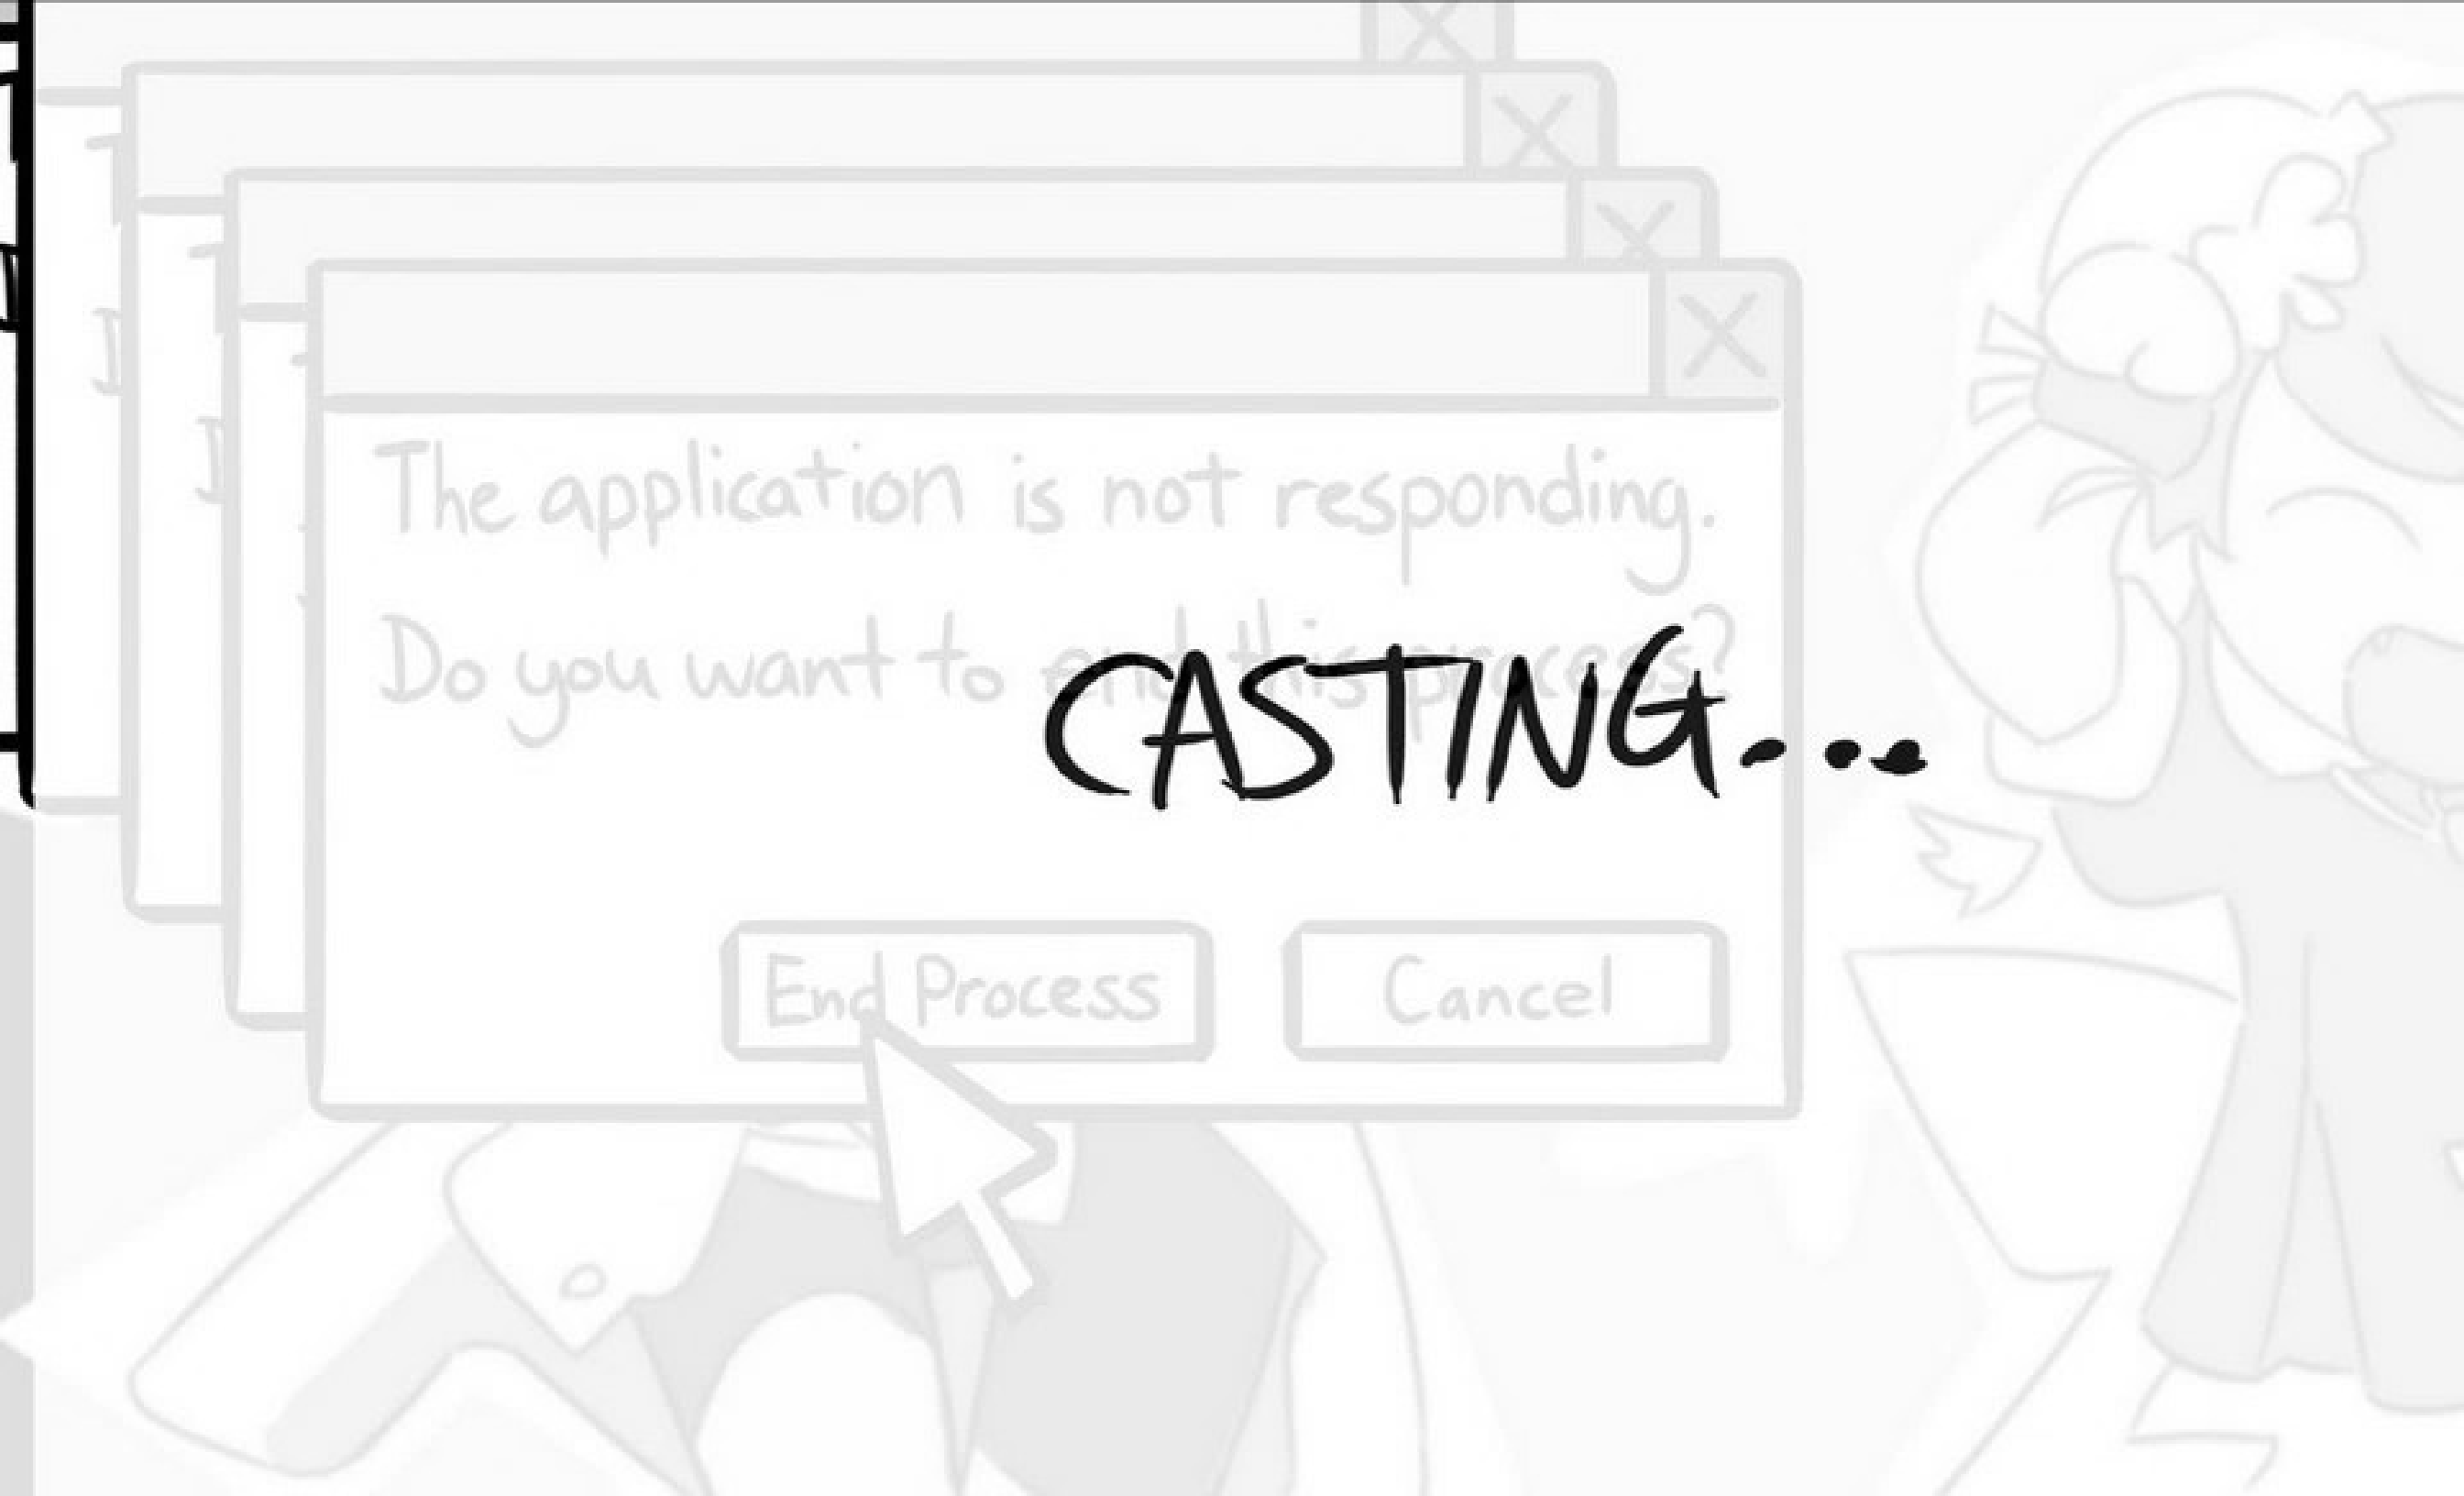 The application is not responding.
Do you want to end this process?
CASTING...
End Process
Cancel